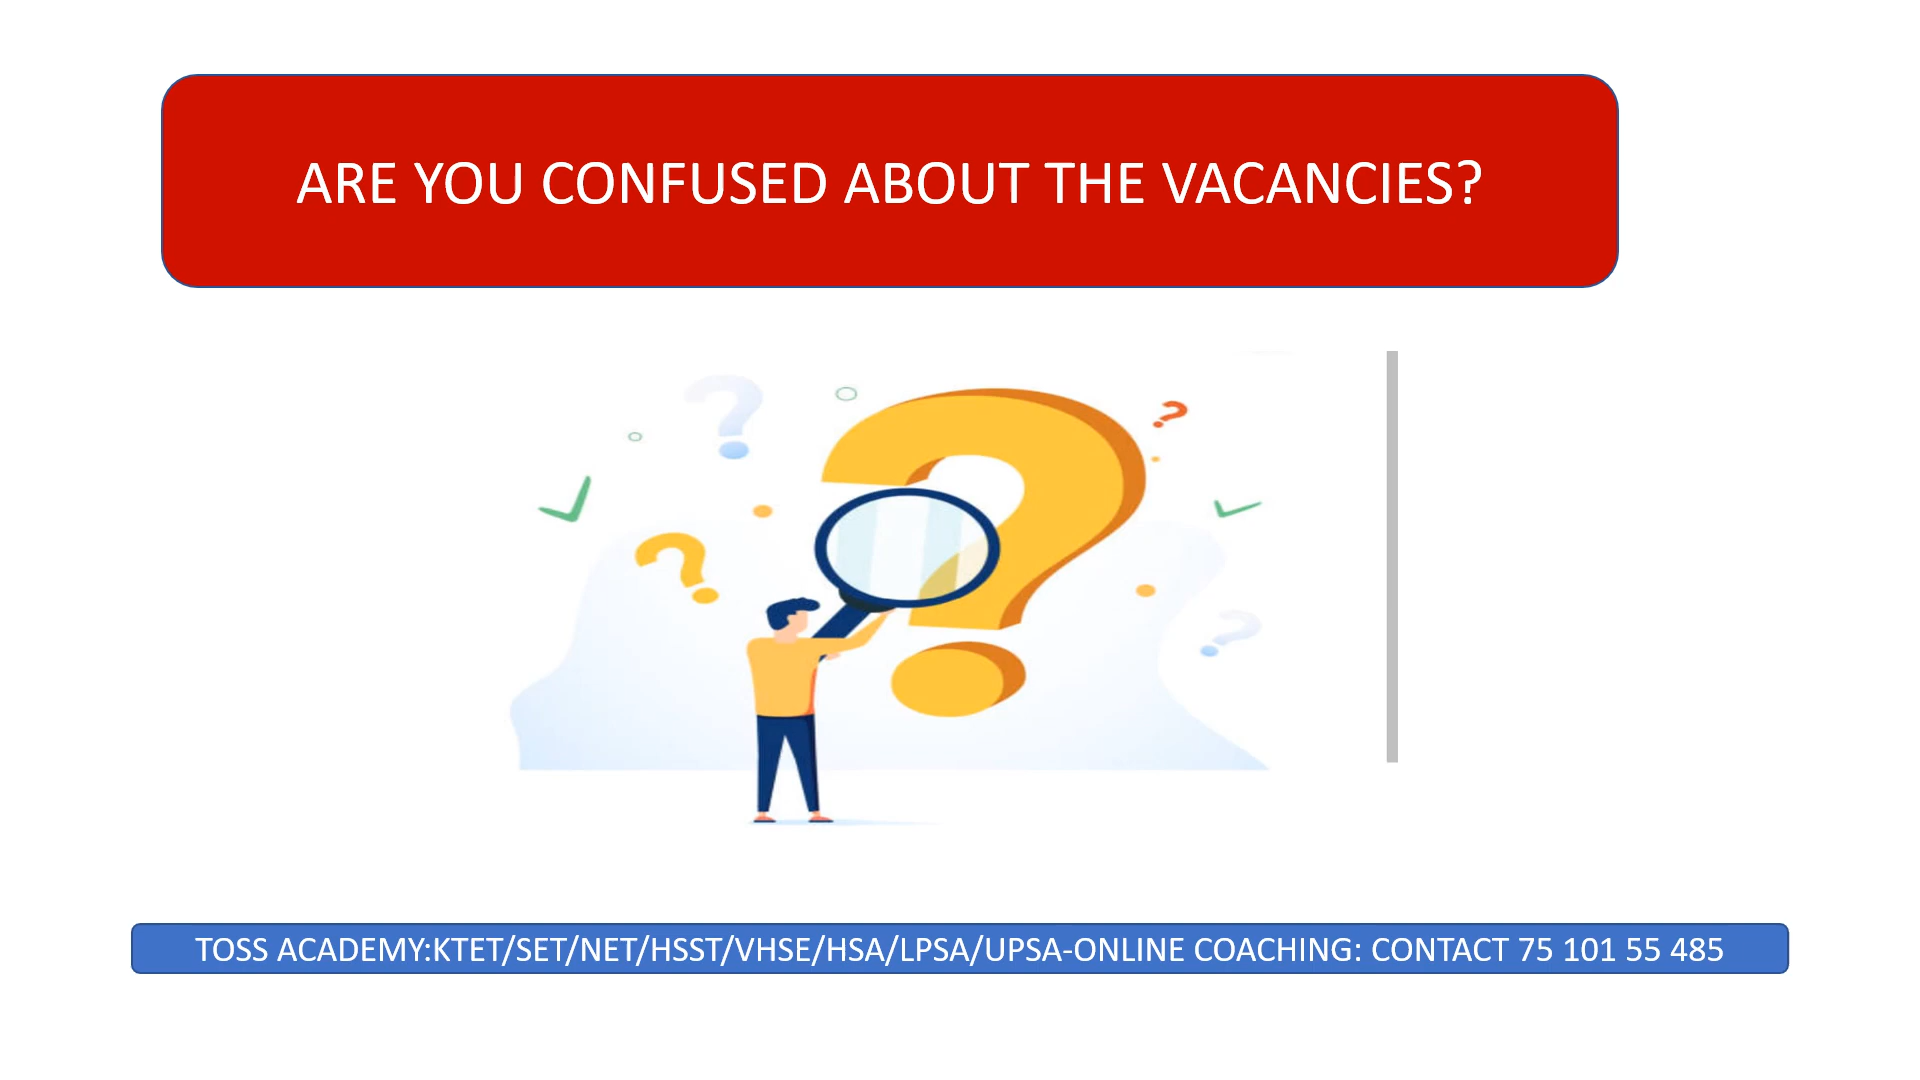 ARE YOU CONFUSED ABOUT THE VACANCIES?
TOSS ACADEMY:KTET/SET/NET/HSST/VHSE/HSA/LPSA/UPSA-ONLINE COACHING: CONTACT 75 101 55 485